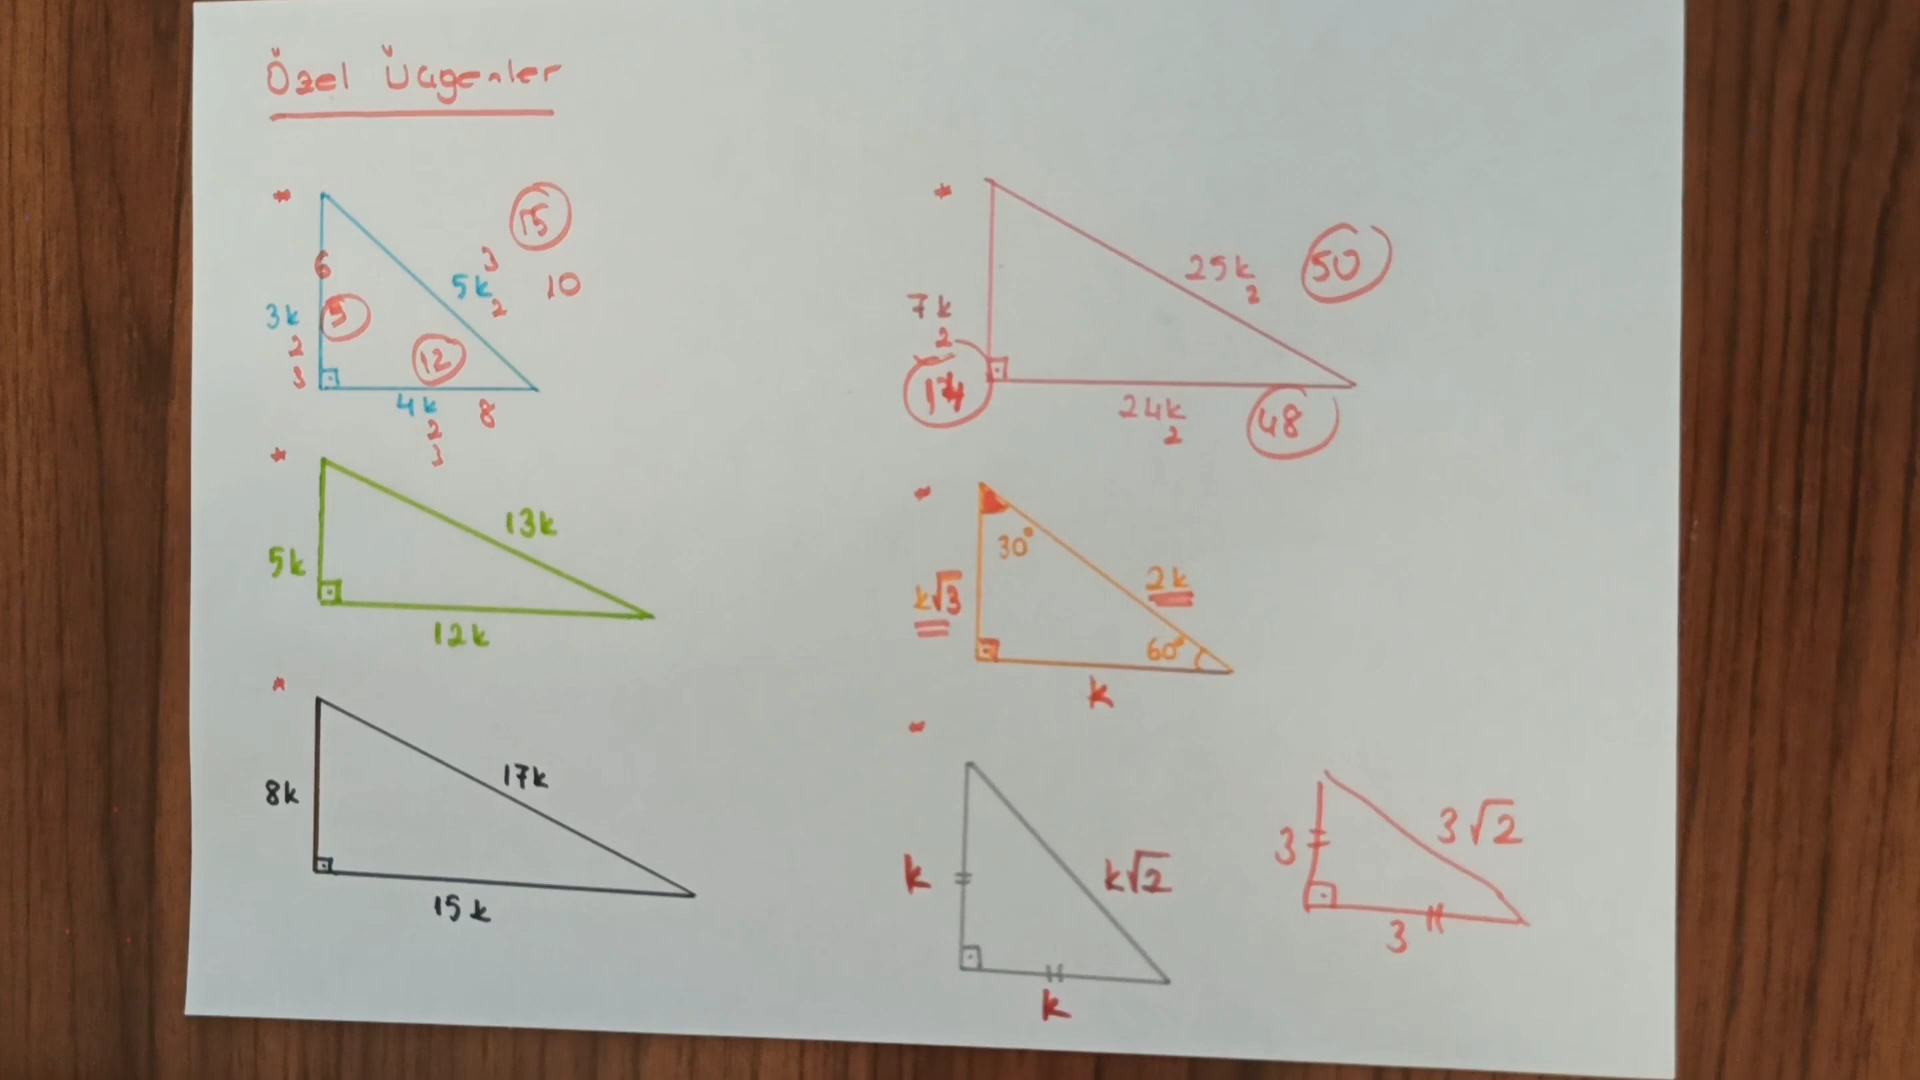 Özel Üçgenler
*
6
3k
2
3
12
4k
2
3
8
3
5k
2
15
10
*
5k
13k
12k
*
8k
17k
15k
*
7k
2
14
25k
2
50
24k
2
48
*
30°
k√3
2k
60°
k
*
k
k√2
k
3
3√2
3